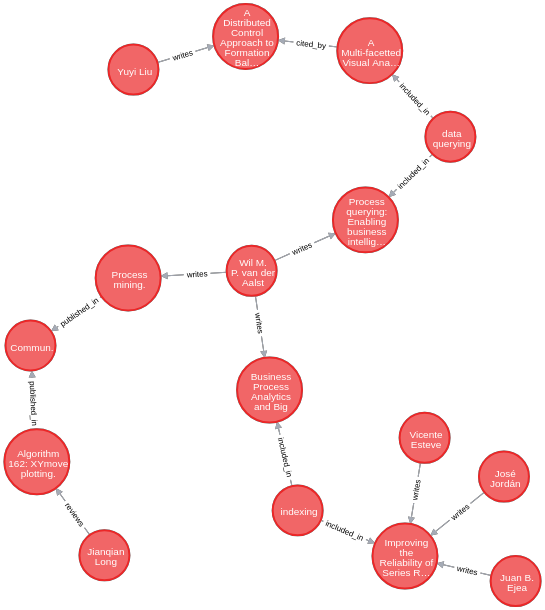 A
Distributed
Control
Approach to
Formation
Bal…
A
Multi-facetted
Visual Ana…
cited_by
writes
Yuyi Liu
included_in
data
querying
included_in
Process
querying:
Enabling
business
intellig…
writes
Wil M.
P. van der
Aalst
writes
Process
mining.
published_in
writes
Commun.
Business
Process
Analytics
and Big
published_in
Vicente
Esteve
Algorithm
162: XYmove
plotting.
included_in
José
Jordán
writes
reviews
indexing
writes
included_in
Jianqian
Long
Improving
the
Reliability of
Series R…
writes
Juan B.
Ejea